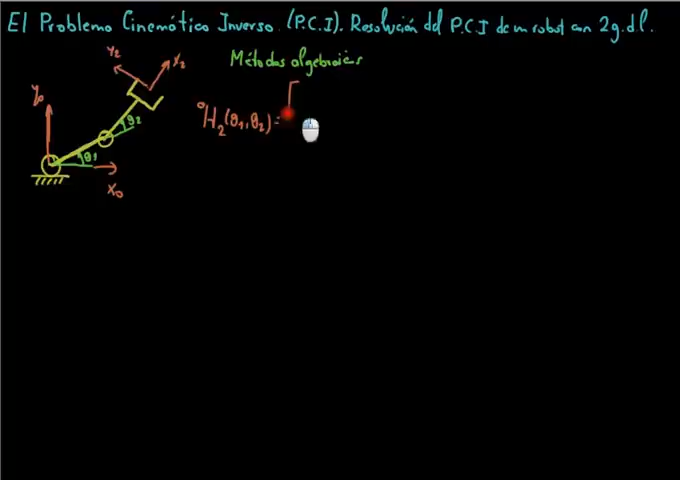 El Problema Cinemático Inverso. (P.C.I). Resolución del P.C.I de un robot con 2 g.d.l.
Métodos algebraicos
Y₂ X₂
Y₀
θ₂
⁰H₂(θ₁,θ₂)=
θ₁
X₀